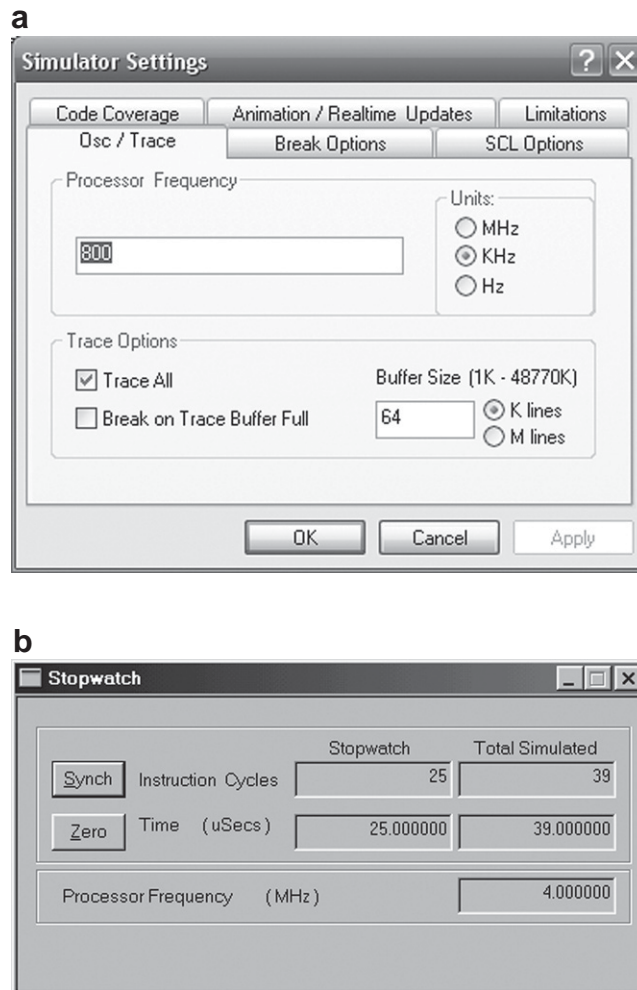 a
Simulator Settings
Code Coverage Animation / Realtime Updates Limitations
Osc / Trace Break Options SCL Options
Processor Frequency
Units:
MHz
800
KHz
Hz
Trace Options
Trace All
Buffer Size (1K - 48770K)
Break on Trace Buffer Full
64
K lines
M lines
OK Cancel Apply
b
Stopwatch
Stopwatch Total Simulated
Synch Instruction Cycles 25 39
Zero Time (uSecs) 25.000000 39.000000
Processor Frequency (MHz) 4.000000